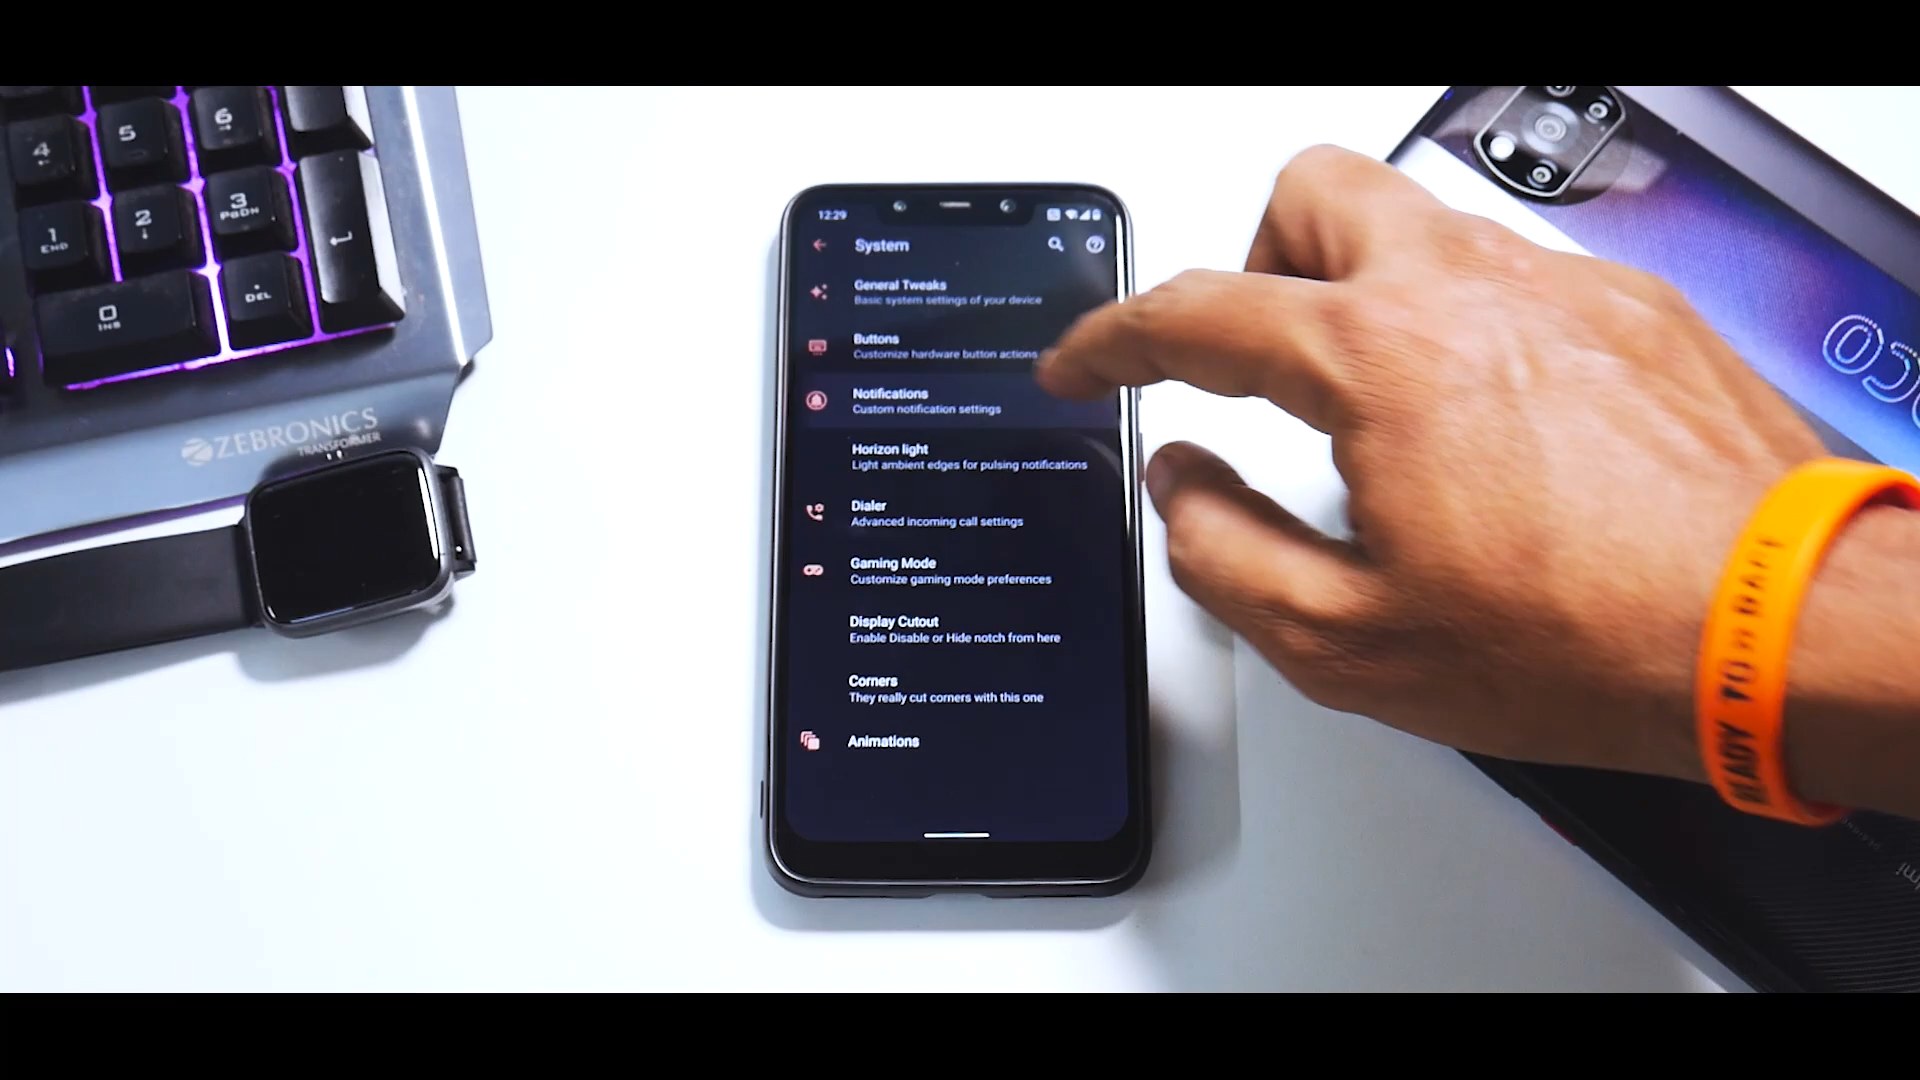 4
5
6
1
END
2
3
PGDN
0
INS
.
DEL
ZEBRONICS
TRANSFORMER
12:29
System
General Tweaks
Basic system settings of your device
Buttons
Customize hardware button actions
Notifications
Custom notification settings
Horizon light
Light ambient edges for pulsing notifications
Dialer
Advanced incoming call settings
Gaming Mode
Customize gaming mode preferences
Display Cutout
Enable Disable or Hide notch from here
Corners
They really cut corners with this one
Animations
READY TO